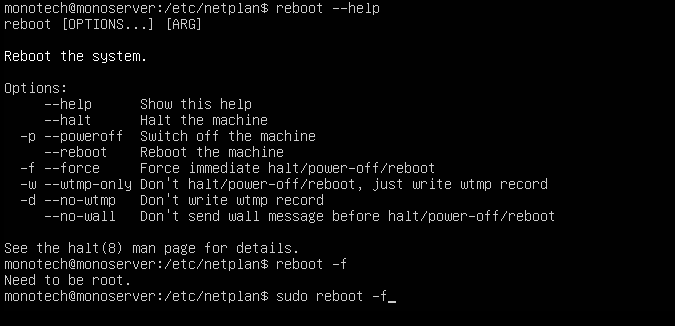 monotech@monoserver:/etc/netplan$ reboot --help
reboot [OPTIONS...] [ARG]
Reboot the system.
Options:
--help Show this help
--halt Halt the machine
-p --poweroff Switch off the machine
--reboot Reboot the machine
-f --force Force immediate halt/power-off/reboot
-w --wtmp-only Don't halt/power-off/reboot, just write wtmp record
-d --no-wtmp Don't write wtmp record
--no-wall Don't send wall message before halt/power-off/reboot
See the halt(8) man page for details.
monotech@monoserver:/etc/netplan$ reboot -f
Need to be root.
monotech@monoserver:/etc/netplan$ sudo reboot -f_